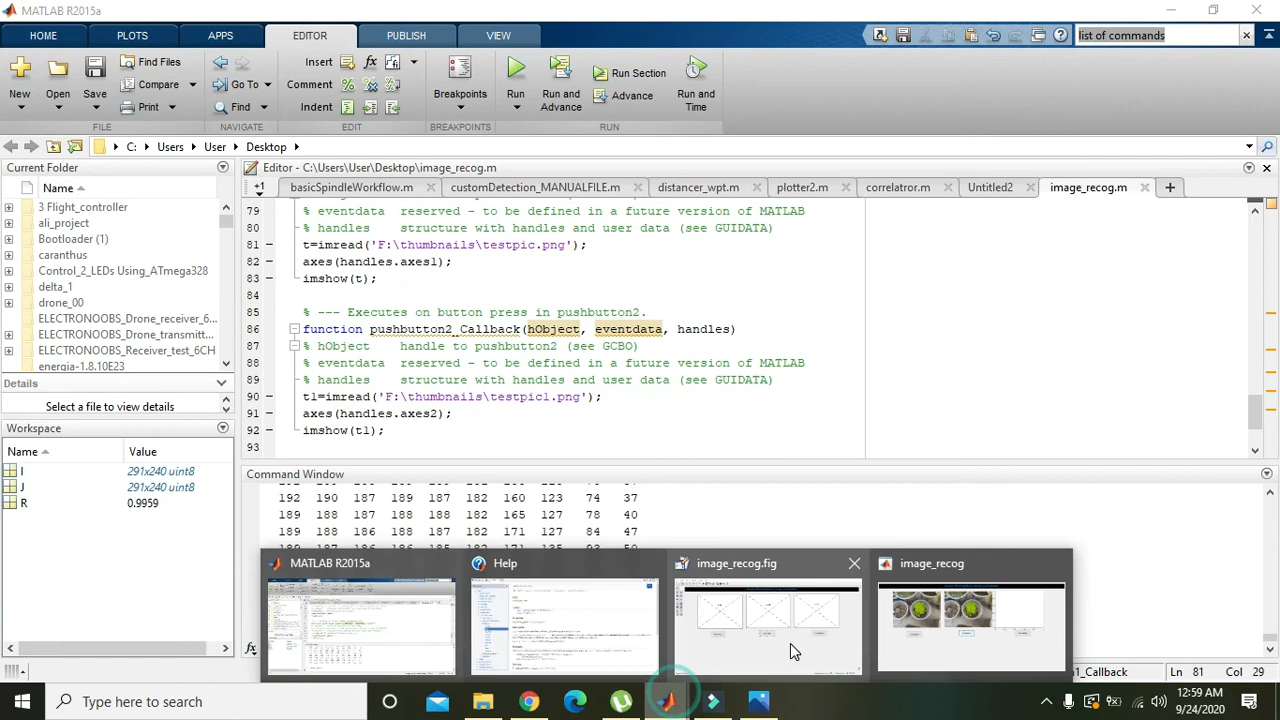 MATLAB R2015a
HOME PLOTS APPS EDITOR PUBLISH VIEW list of commands
New Open Save Find Files Compare Print
Go To Find
Insert fx
Comment
Indent
Breakpoints Run Run and Advance Run Section Advance Run and Time
FILE NAVIGATE EDIT BREAKPOINTS RUN
C: Users User Desktop
Current Folder
Name
3 Flight_controller
ali_project
Bootloader (1)
caranthus
Control_2_LEDs Using_ATmega328
delta_1
drone_00
ELECTRONOOBS_Drone_receiver_6...
ELECTRONOOBS_Drone_transmitt...
ELECTRONOOBS_Receiver_test_6CH
energia-1.8.10E23
Details
Select a file to view details
Workspace
Name Value
I 291x240 uint8
J 291x240 uint8
R 0.9959
Editor - C:\Users\User\Desktop\image_recog.m
+1 basicSpindleWorkflow.m customDetection_MANUALFILE.m distancer_wpt.m plotter2.m correlatror.m Untitled2 image_recog.m
79 % eventdata reserved - to be defined in a future version of MATLAB
80 % handles structure with handles and user data (see GUIDATA)
81 t=imread('F:\thumbnails\testpic.png');
82 axes(handles.axes1);
83 imshow(t);
84
85 % --- Executes on button press in pushbutton2.
86 function pushbutton2_Callback(hObject, eventdata, handles)
87 % hObject handle to pushbutton2 (see GCBO)
88 % eventdata reserved - to be defined in a future version of MATLAB
89 % handles structure with handles and user data (see GUIDATA)
90 t1=imread('F:\thumbnails\testpic1.png');
91 axes(handles.axes2);
92 imshow(t1);
93
Command Window
192 190 187 189 187 182 160 123 74 37
189 188 187 188 188 182 165 127 78 40
189 188 186 188 187 182 171 127 84 47
fx
MATLAB R2015a Help image_recog.fig image_recog
t_Callback Ln 81 Col 29
Type here to search
12:59 AM
9/24/2020